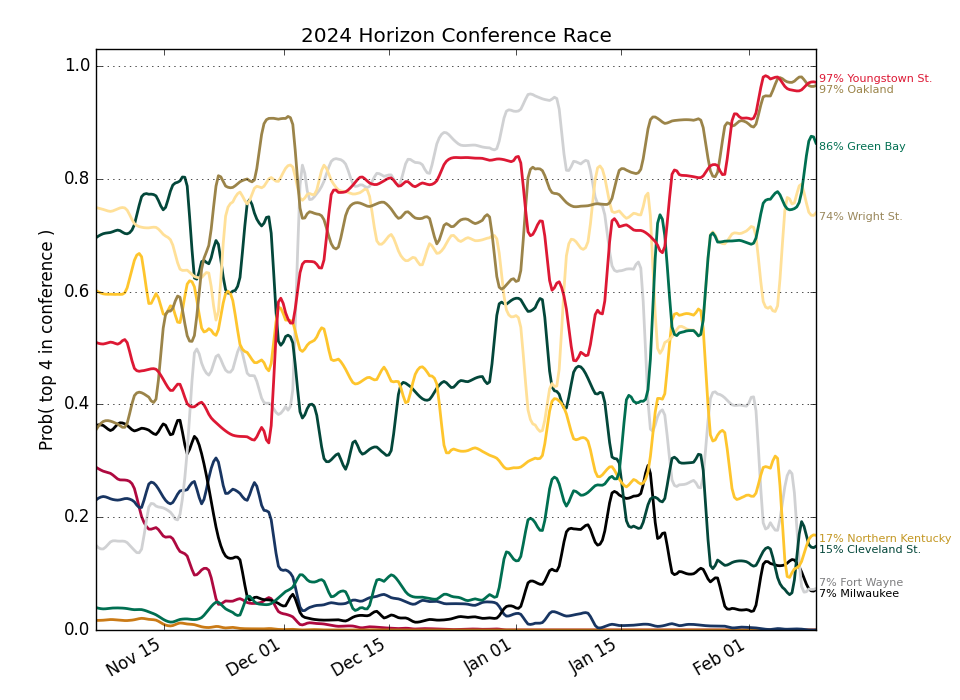 2024 Horizon Conference Race
Prob( top 4 in conference )
1.0
0.8
0.6
0.4
0.2
0.0
Nov 15
Dec 01
Dec 15
Jan 01
Jan 15
Feb 01
97% Youngstown St.
97% Oakland
86% Green Bay
74% Wright St.
17% Northern Kentucky
15% Cleveland St.
7% Fort Wayne
7% Milwaukee